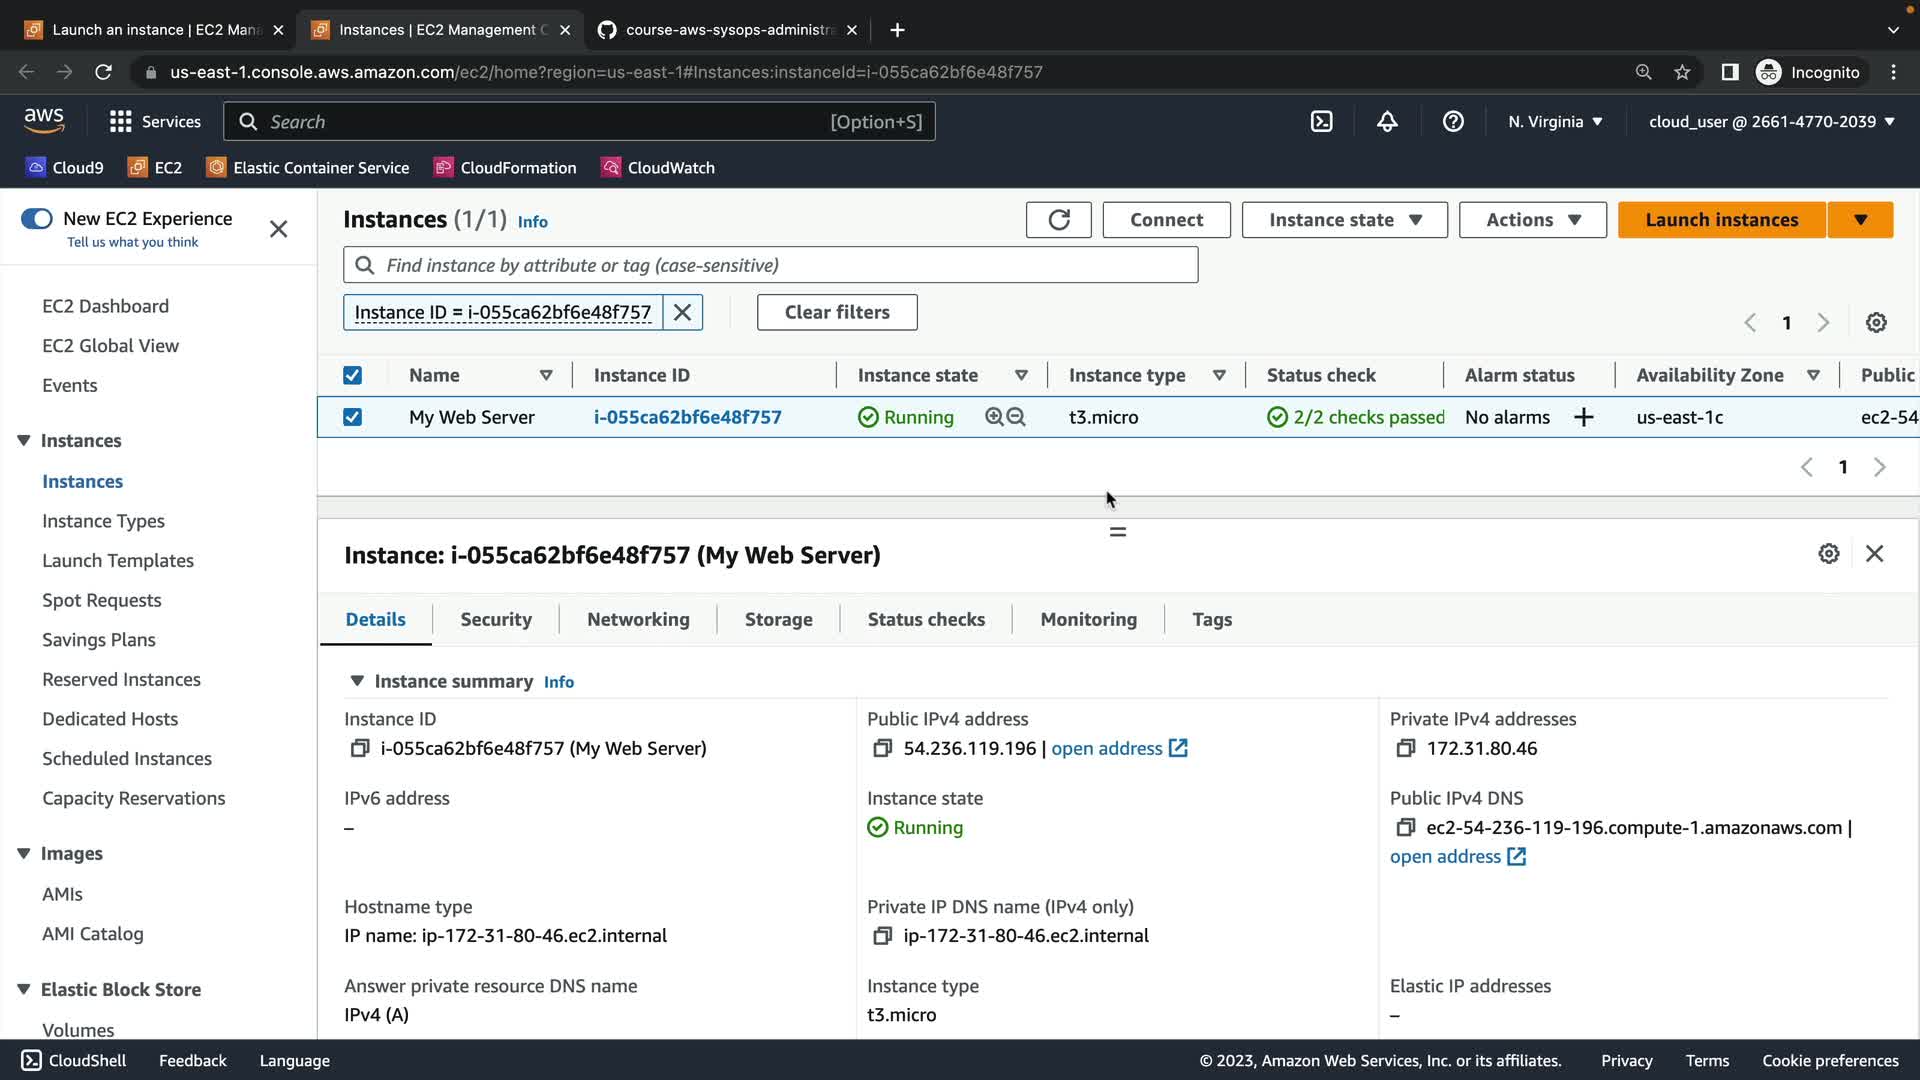 Launch an instance | EC2 Mana
Instances | EC2 Management C
course-aws-sysops-administra
us-east-1.console.aws.amazon.com/ec2/home?region=us-east-1#Instances:instanceId=i-055ca62bf6e48f757
Incognito
aws
Services
Search
[Option+S]
N. Virginia
cloud_user @ 2661-4770-2039
Cloud9
EC2
Elastic Container Service
CloudFormation
CloudWatch
New EC2 Experience
Tell us what you think
EC2 Dashboard
EC2 Global View
Events
Instances
Instances
Instance Types
Launch Templates
Spot Requests
Savings Plans
Reserved Instances
Dedicated Hosts
Scheduled Instances
Capacity Reservations
Images
AMIs
AMI Catalog
Elastic Block Store
Volumes
Instances (1/1) Info
Connect
Instance state
Actions
Launch instances
Find instance by attribute or tag (case-sensitive)
Instance ID = i-055ca62bf6e48f757
Clear filters
1
Name
Instance ID
Instance state
Instance type
Status check
Alarm status
Availability Zone
Public
My Web Server
i-055ca62bf6e48f757
Running
t3.micro
2/2 checks passed
No alarms
us-east-1c
ec2-54
1
Instance: i-055ca62bf6e48f757 (My Web Server)
Details
Security
Networking
Storage
Status checks
Monitoring
Tags
Instance summary Info
Instance ID
i-055ca62bf6e48f757 (My Web Server)
Public IPv4 address
54.236.119.196 | open address
Private IPv4 addresses
172.31.80.46
IPv6 address
–
Instance state
Running
Public IPv4 DNS
ec2-54-236-119-196.compute-1.amazonaws.com |
open address
Hostname type
IP name: ip-172-31-80-46.ec2.internal
Private IP DNS name (IPv4 only)
ip-172-31-80-46.ec2.internal
Answer private resource DNS name
IPv4 (A)
Instance type
t3.micro
Elastic IP addresses
–
CloudShell
Feedback
Language
© 2023, Amazon Web Services, Inc. or its affiliates.
Privacy
Terms
Cookie preferences